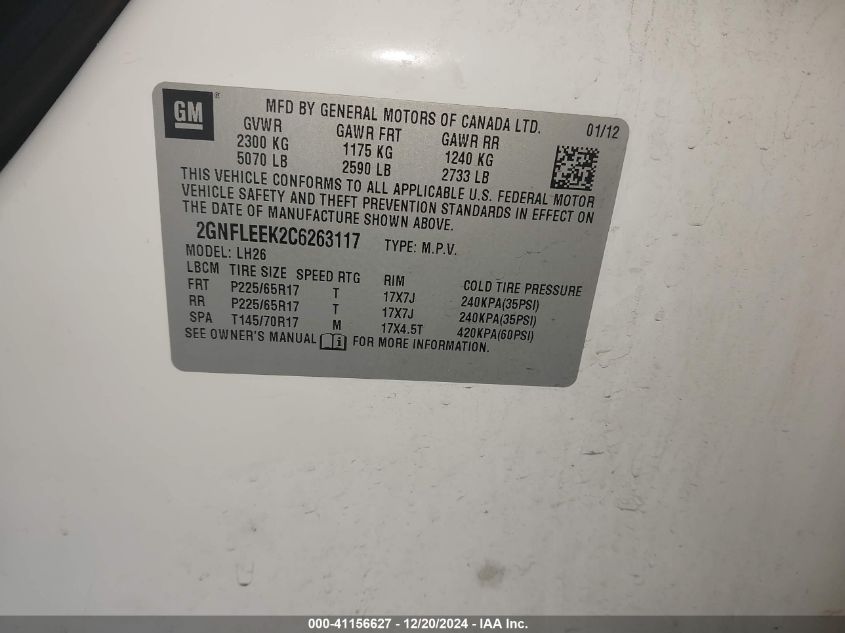 GM ® MFD BY GENERAL MOTORS OF CANADA LTD. 01/12
GVWR GAWR FRT GAWR RR
2300 KG 1175 KG 1240 KG
5070 LB 2590 LB 2733 LB
THIS VEHICLE CONFORMS TO ALL APPLICABLE U.S. FEDERAL MOTOR
VEHICLE SAFETY AND THEFT PREVENTION STANDARDS IN EFFECT ON
THE DATE OF MANUFACTURE SHOWN ABOVE.
2GNFLEEK2C6263117 TYPE: M.P.V.
MODEL: LH26
LBCM TIRE SIZE SPEED RTG RIM COLD TIRE PRESSURE
FRT P225/65R17 T 17X7J 240KPA(35PSI)
RR P225/65R17 T 17X7J 240KPA(35PSI)
SPA T145/70R17 M 17X4.5T 420KPA(60PSI)
SEE OWNER'S MANUAL i FOR MORE INFORMATION.
000-41156627 - 12/20/2024 - IAA Inc.